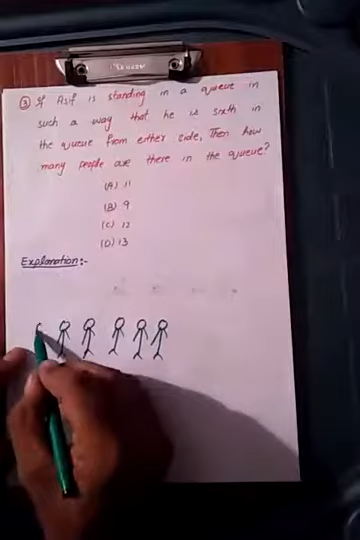 ③ If Asif is standing in a queue in
such a way that he is sixth in
the queue from either side, Then how
many people are there in the queue?
(A) 11
(B) 9
(C) 12
(D) 13
Explanation:-